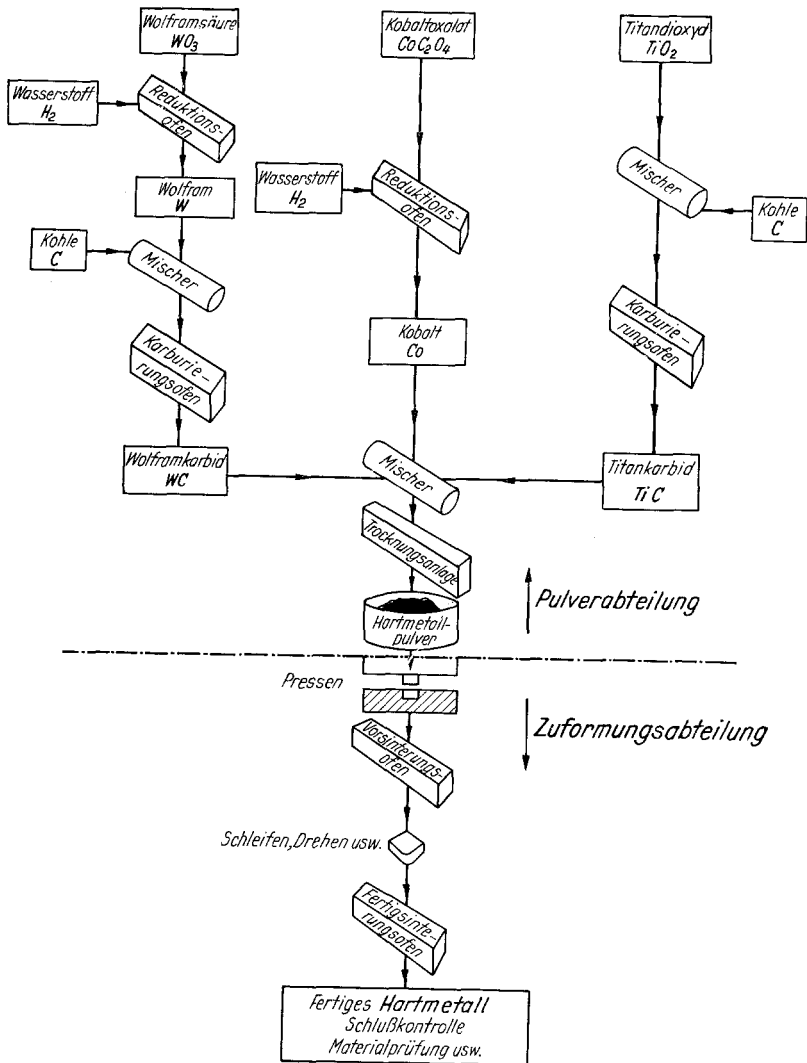 Wolframsäure
WO3
Kobaltoxalat
CoC2O4
Titandioxyd
TiO2
Wasserstoff
H2
Reduktions-
ofen
Wolfram
W
Wasserstoff
H2
Reduktions-
ofen
Mischer
Kohle
C
Kohle
C
Mischer
Karburie-
rungsofen
Kobalt
Co
Karburie-
rungsofen
Wolframkarbid
WC
Mischer
Titankarbid
TiC
Trocknungsanlage
Hartmetall-
pulver
Pulverabteilung
Pressen
Zuformungsabteilung
Vorsinterungs-
ofen
Schleifen, Drehen usw.
Fertigsinte-
rungsofen
Fertiges Hartmetall
Schlußkontrolle
Materialprüfung usw.